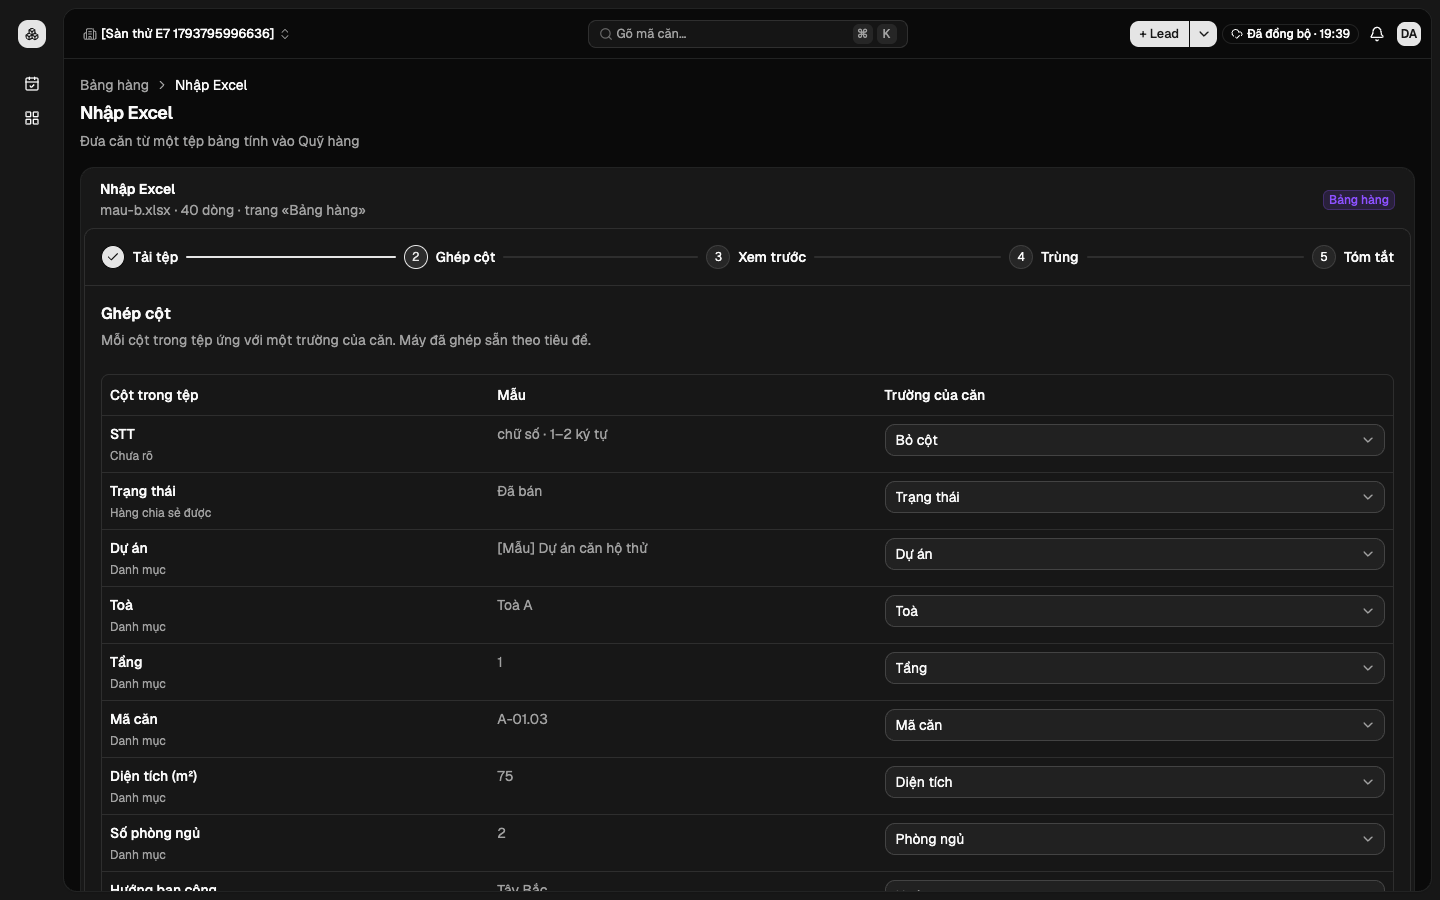 [Sàn thử E7 1793795996636]
Gõ mã căn...
⌘ K
+ Lead
Đã đồng bộ · 19:39
DA
Bảng hàng > Nhập Excel
Nhập Excel
Đưa căn từ một tệp bảng tính vào Quỹ hàng
Nhập Excel
mau-b.xlsx · 40 dòng · trang «Bảng hàng»
Bảng hàng
Tải tệp
2 Ghép cột
3 Xem trước
4 Trùng
5 Tóm tắt
Ghép cột
Mỗi cột trong tệp ứng với một trường của căn. Máy đã ghép sẵn theo tiêu đề.
Cột trong tệp Mẫu Trường của căn
STT chữ số · 1–2 ký tự Bỏ cột
Chưa rõ
Trạng thái Đã bán Trạng thái
Hàng chia sẻ được
Dự án [Mẫu] Dự án căn hộ thử Dự án
Danh mục
Toà Toà A Toà
Danh mục
Tầng 1 Tầng
Danh mục
Mã căn A-01.03 Mã căn
Danh mục
Diện tích (m²) 75 Diện tích
Danh mục
Số phòng ngủ 2 Phòng ngủ
Danh mục
Hướng ban công Tây Bắc